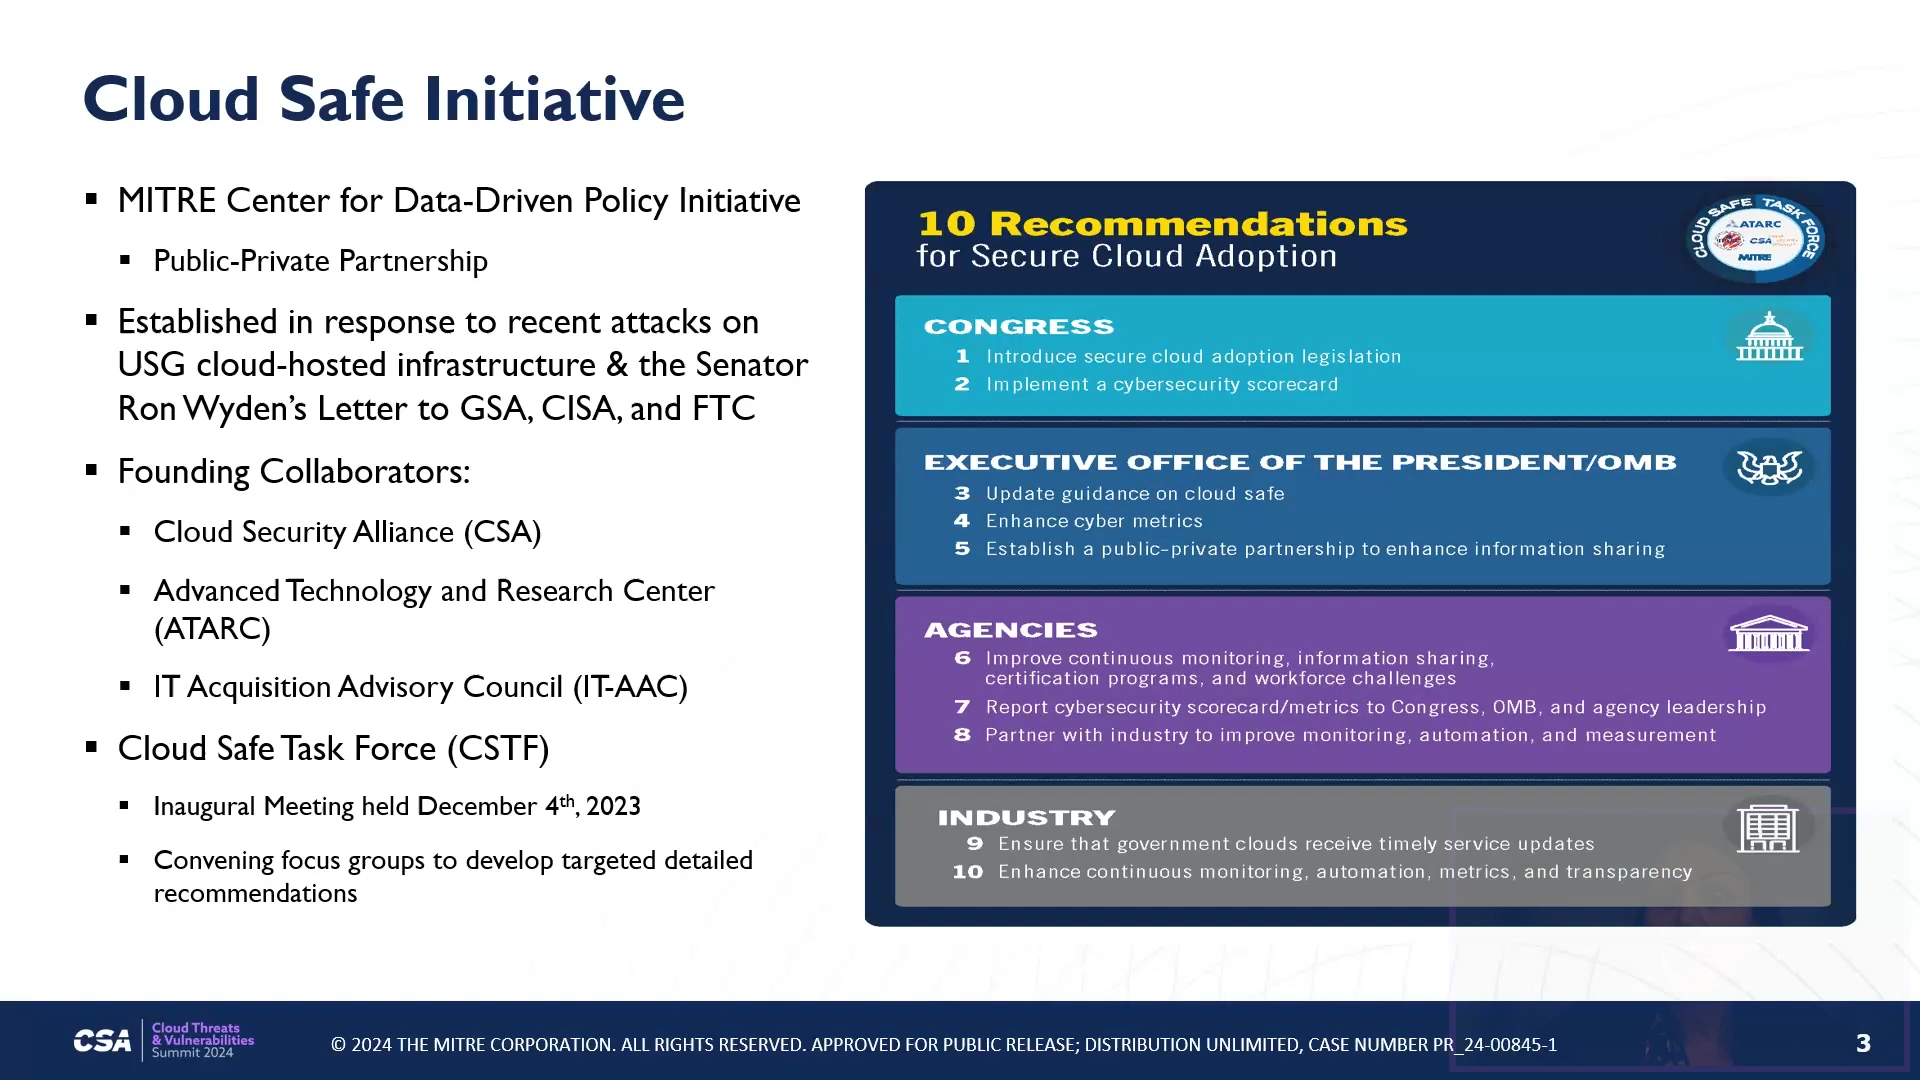 Cloud Safe Initiative
▪ MITRE Center for Data-Driven Policy Initiative
▪ Public-Private Partnership
▪ Established in response to recent attacks on
USG cloud-hosted infrastructure & the Senator
Ron Wyden's Letter to GSA, CISA, and FTC
▪ Founding Collaborators:
▪ Cloud Security Alliance (CSA)
▪ Advanced Technology and Research Center
(ATARC)
▪ IT Acquisition Advisory Council (IT-AAC)
▪ Cloud Safe Task Force (CSTF)
▪ Inaugural Meeting held December 4th, 2023
▪ Convening focus groups to develop targeted detailed
recommendations
10 Recommendations
for Secure Cloud Adoption
CLOUD SAFE TASK FORCE
ATARC
CSA
MITRE
CONGRESS
1 Introduce secure cloud adoption legislation
2 Implement a cybersecurity scorecard
EXECUTIVE OFFICE OF THE PRESIDENT/OMB
3 Update guidance on cloud safe
4 Enhance cyber metrics
5 Establish a public-private partnership to enhance information sharing
AGENCIES
6 Improve continuous monitoring, information sharing,
certification programs, and workforce challenges
7 Report cybersecurity scorecard/metrics to Congress, OMB, and agency leadership
8 Partner with industry to improve monitoring, automation, and measurement
INDUSTRY
9 Ensure that government clouds receive timely service updates
10 Enhance continuous monitoring, automation, metrics, and transparency
CSA
Cloud Threats
& Vulnerabilities
Summit 2024
© 2024 THE MITRE CORPORATION. ALL RIGHTS RESERVED. APPROVED FOR PUBLIC RELEASE; DISTRIBUTION UNLIMITED, CASE NUMBER PR_24-00845-1
3